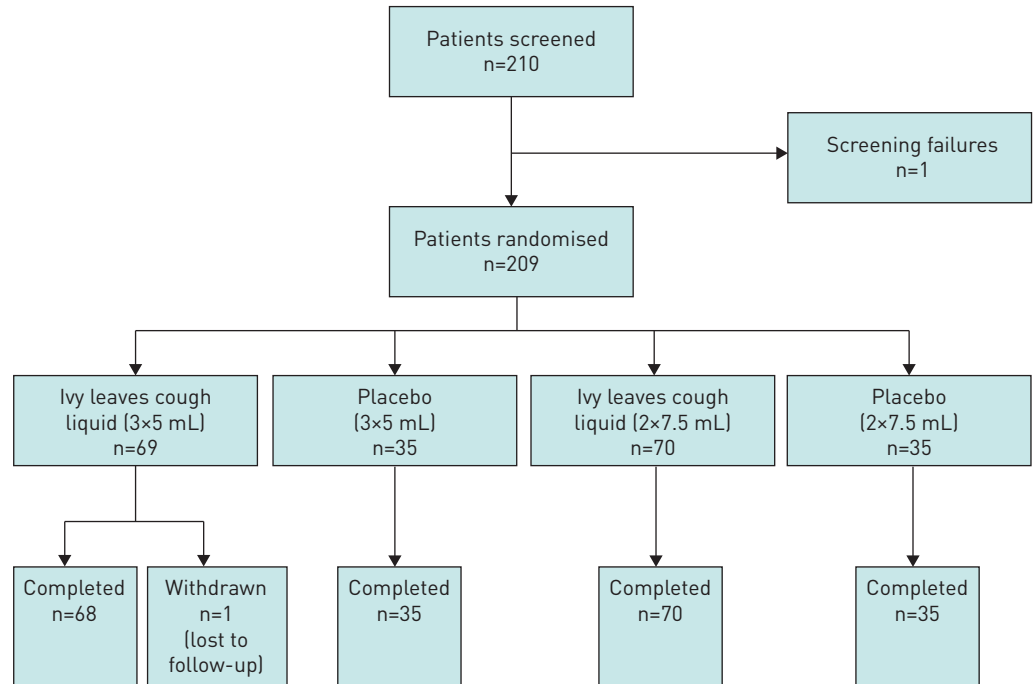 Patients screened
n=210
Screening failures
n=1
Patients randomised
n=209
Ivy leaves cough
liquid (3×5 mL)
n=69
Placebo
(3×5 mL)
n=35
Ivy leaves cough
liquid (2×7.5 mL)
n=70
Placebo
(2×7.5 mL)
n=35
Completed
n=68
Withdrawn
n=1
(lost to
follow-up)
Completed
n=35
Completed
n=70
Completed
n=35